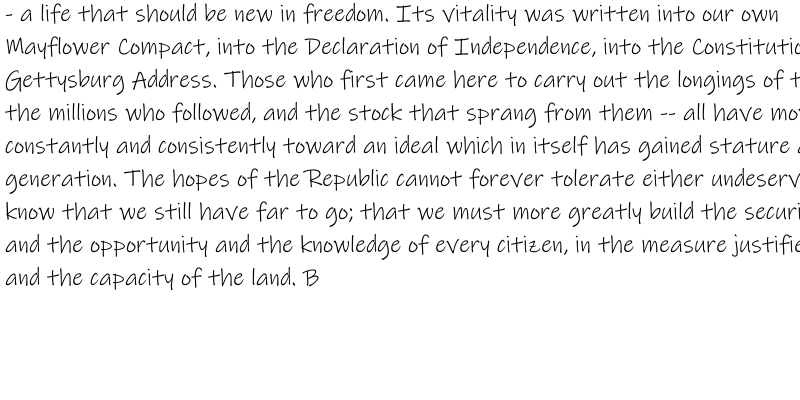 - a life that should be new in freedom. Its vitality was written into our own
Mayflower Compact, into the Declaration of Independence, into the
Gettysburg Address. Those who first came here to carry out the longings of
the millions who followed, and the stock that sprang from them -- all have
constantly and consistently toward an ideal which in itself has gained stature
generation. The hopes of the Republic cannot forever tolerate either
know that we still have far to go; that we must more greatly build the
and the opportunity and the knowledge of every citizen, in the measure
and the capacity of the land. B